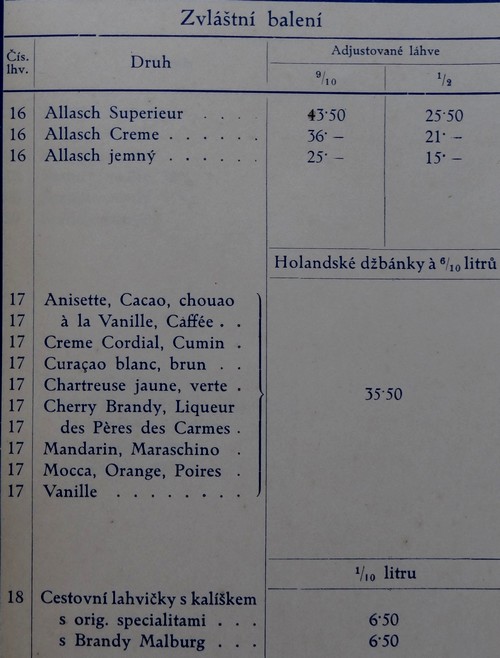 Zvláštní balení
Čís. lhv. Druh Adjustované láhve
9/10 1/2
16 Allasch Superieur . . . . 43·50 25·50
16 Allasch Creme . . . . . . 36·– 21·–
16 Allasch jemný . . . . . . 25·– 15·–
Holandské džbánky à 6/10 litrů
17 Anisette, Cacao, chouao
17 à la Vanille, Caffée . .
17 Creme Cordial, Cumin .
17 Curaçao blanc, brun . .
17 Chartreuse jaune, verte . 35·50
17 Cherry Brandy, Liqueur
17 des Pères des Carmes .
17 Mandarin, Maraschino .
17 Mocca, Orange, Poires .
17 Vanille . . . . . . . .
1/10 litru
18 Cestovní lahvičky s kalíškem
s orig. specialitami . . . 6·50
s Brandy Malburg . . . 6·50